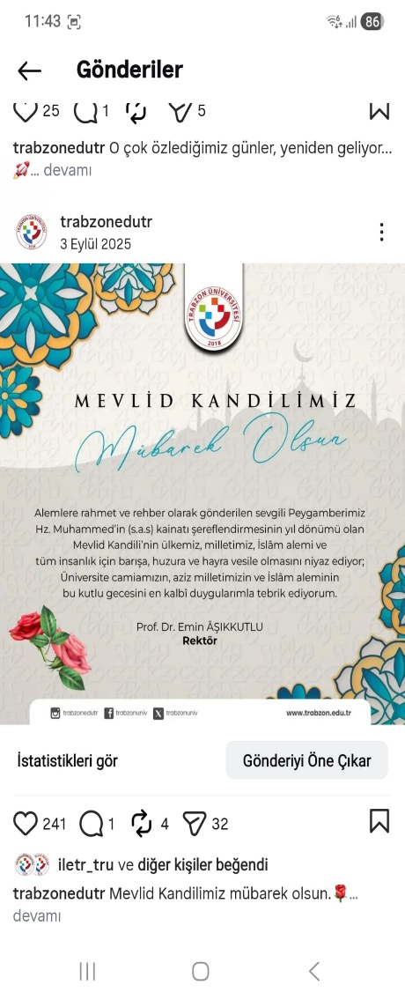 11:43
86
Gönderiler
25 1 5
trabzonedutr O çok özlediğimiz günler, yeniden geliyor...
🚀... devamı
trabzonedutr
3 Eylül 2025
TRABZON ÜNİVERSİTESİ
2018
MEVLİD KANDİLİMİZ
Mübarek Olsun
Alemlere rahmet ve rehber olarak gönderilen sevgili Peygamberimiz
Hz. Muhammed'in (s.a.s) kainatı şereflendirmesinin yıl dönümü olan
Mevlid Kandili'nin ülkemiz, milletimiz, İslâm alemi ve
tüm insanlık için barışa, huzura ve hayra vesile olmasını niyaz ediyor;
Üniversite camiamızın, aziz milletimizin ve İslâm aleminin
bu kutlu gecesini en kalbî duygularımla tebrik ediyorum.
Prof. Dr. Emin ÂŞIKKUTLU
Rektör
trabzonedutr trabzonuniv trabzonuniv www.trabzon.edu.tr
İstatistikleri gör Gönderiyi Öne Çıkar
241 1 4 32
iletr_tru ve diğer kişiler beğendi
trabzonedutr Mevlid Kandilimiz mübarek olsun.🌹...
devamı